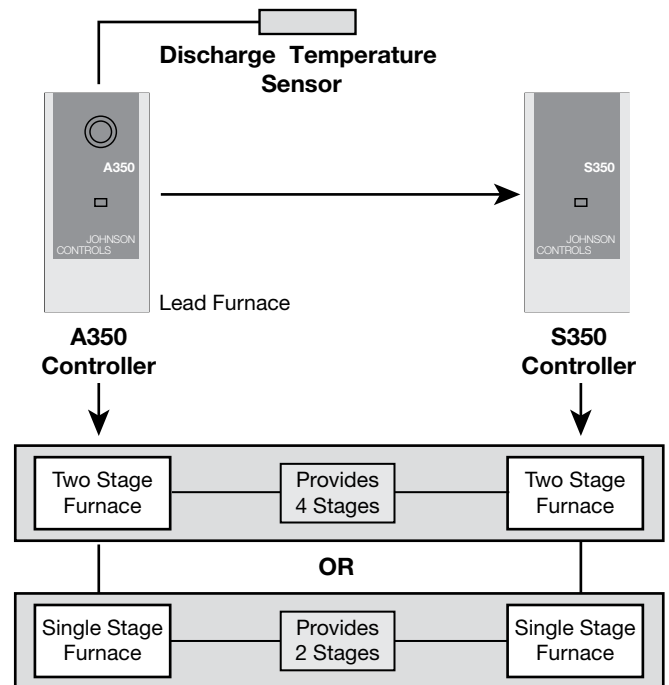 Discharge Temperature
Sensor
A350
JOHNSON
CONTROLS
S350
JOHNSON
CONTROLS
Lead Furnace
A350
Controller
S350
Controller
Two Stage
Furnace
Provides
4 Stages
Two Stage
Furnace
OR
Single Stage
Furnace
Provides
2 Stages
Single Stage
Furnace